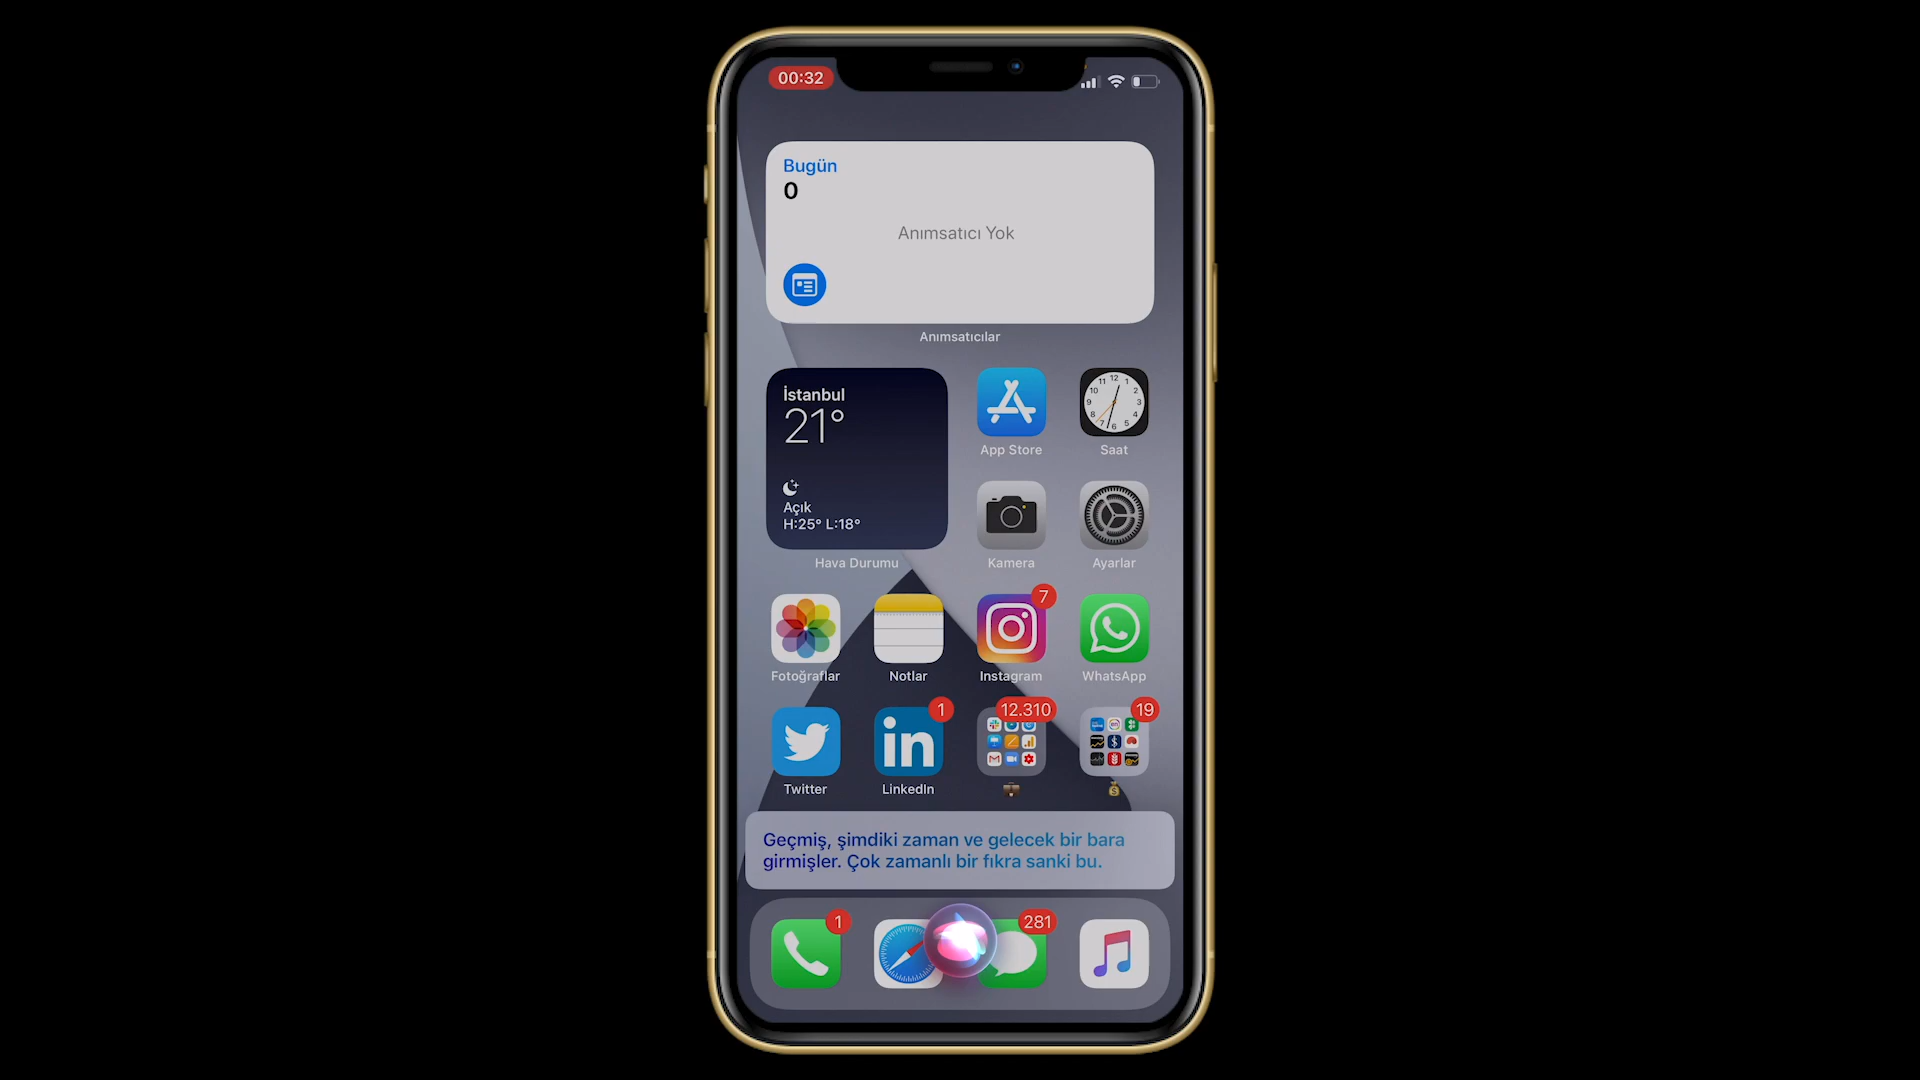 00:32
Bugün
0
Anımsatıcı Yok
Anımsatıcılar
İstanbul
21°
Açık
H:25° L:18°
Hava Durumu
App Store
Saat
Kamera
Ayarlar
7
Fotoğraflar
Notlar
Instagram
WhatsApp
1
12.310
19
in
Twitter
LinkedIn
Geçmiş, şimdiki zaman ve gelecek bir bara
girmişler. Çok zamanlı bir fıkra sanki bu.
1
281